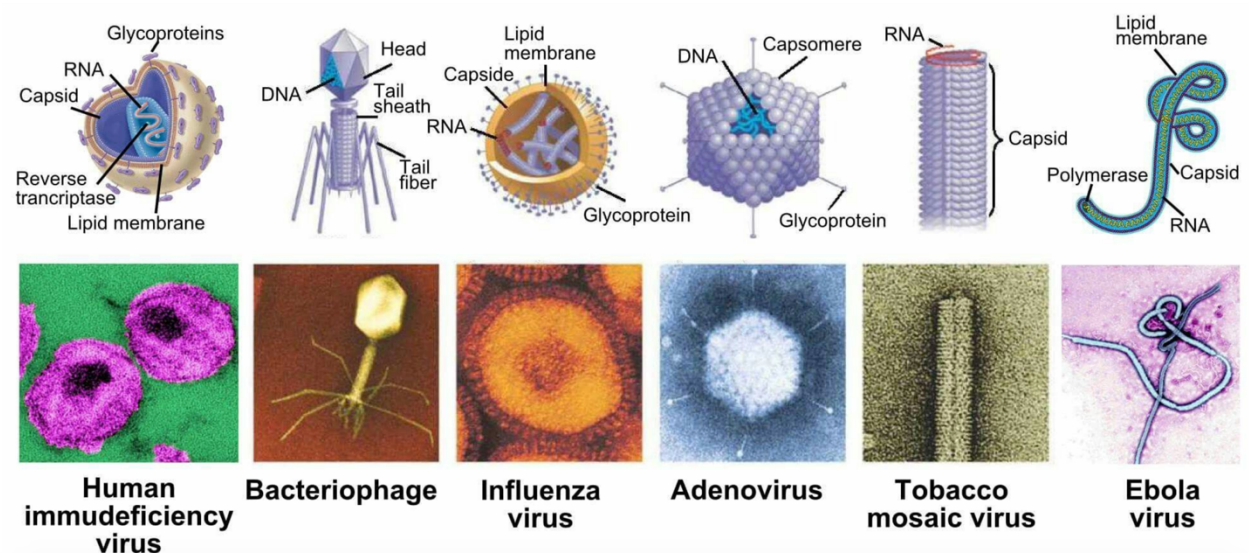 Glycoproteins
RNA
Capsid
Reverse
trancriptase
Lipid membrane
Head
DNA
Tail
sheath
Tail
fiber
Lipid
membrane
Capside
RNA
Glycoprotein
DNA
Capsomere
Glycoprotein
RNA
Capsid
Lipid
membrane
Polymerase
Capsid
RNA
Human
immudeficiency
virus
Bacteriophage
Influenza
virus
Adenovirus
Tobacco
mosaic virus
Ebola
virus